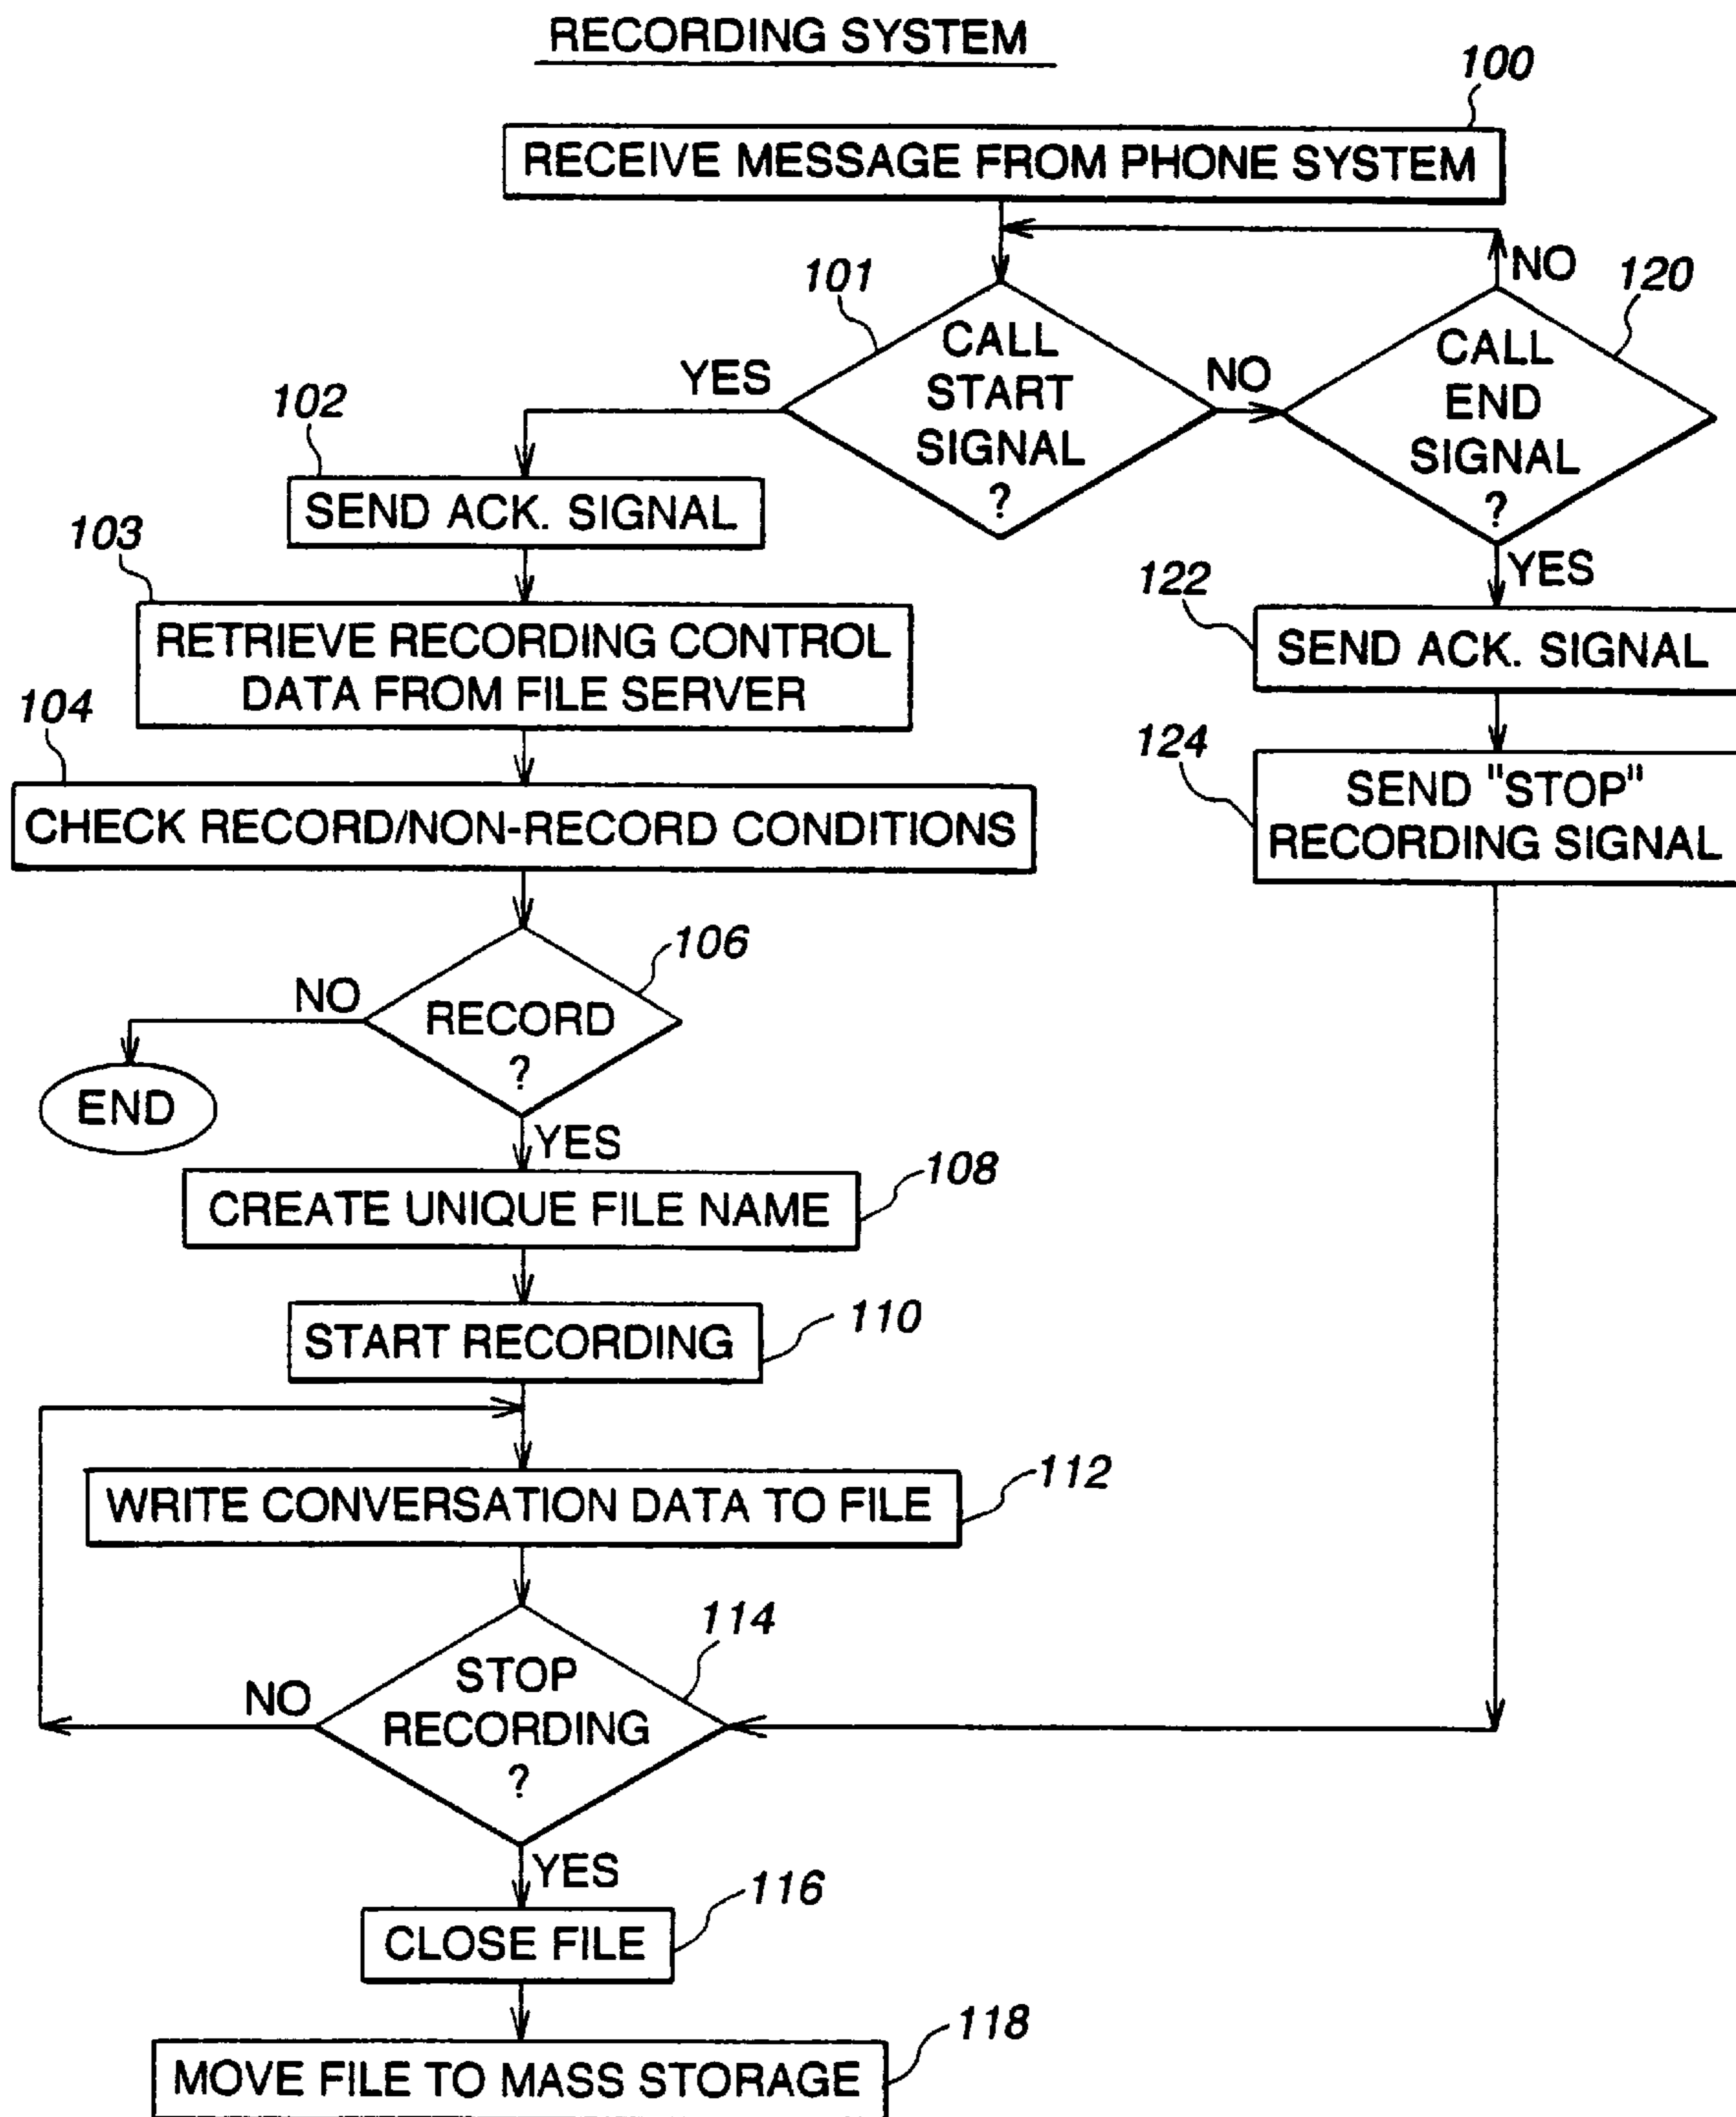 RECORDING SYSTEM
100
RECEIVE MESSAGE FROM PHONE SYSTEM
101
CALL
START
SIGNAL
?
YES
NO
120
CALL
END
SIGNAL
?
NO
YES
102
SEND ACK. SIGNAL
103
RETRIEVE RECORDING CONTROL
DATA FROM FILE SERVER
104
CHECK RECORD/NON-RECORD CONDITIONS
122
SEND ACK. SIGNAL
124
SEND "STOP"
RECORDING SIGNAL
106
RECORD
?
NO
END
YES
108
CREATE UNIQUE FILE NAME
110
START RECORDING
112
WRITE CONVERSATION DATA TO FILE
114
STOP
RECORDING
?
NO
YES
116
CLOSE FILE
118
MOVE FILE TO MASS STORAGE